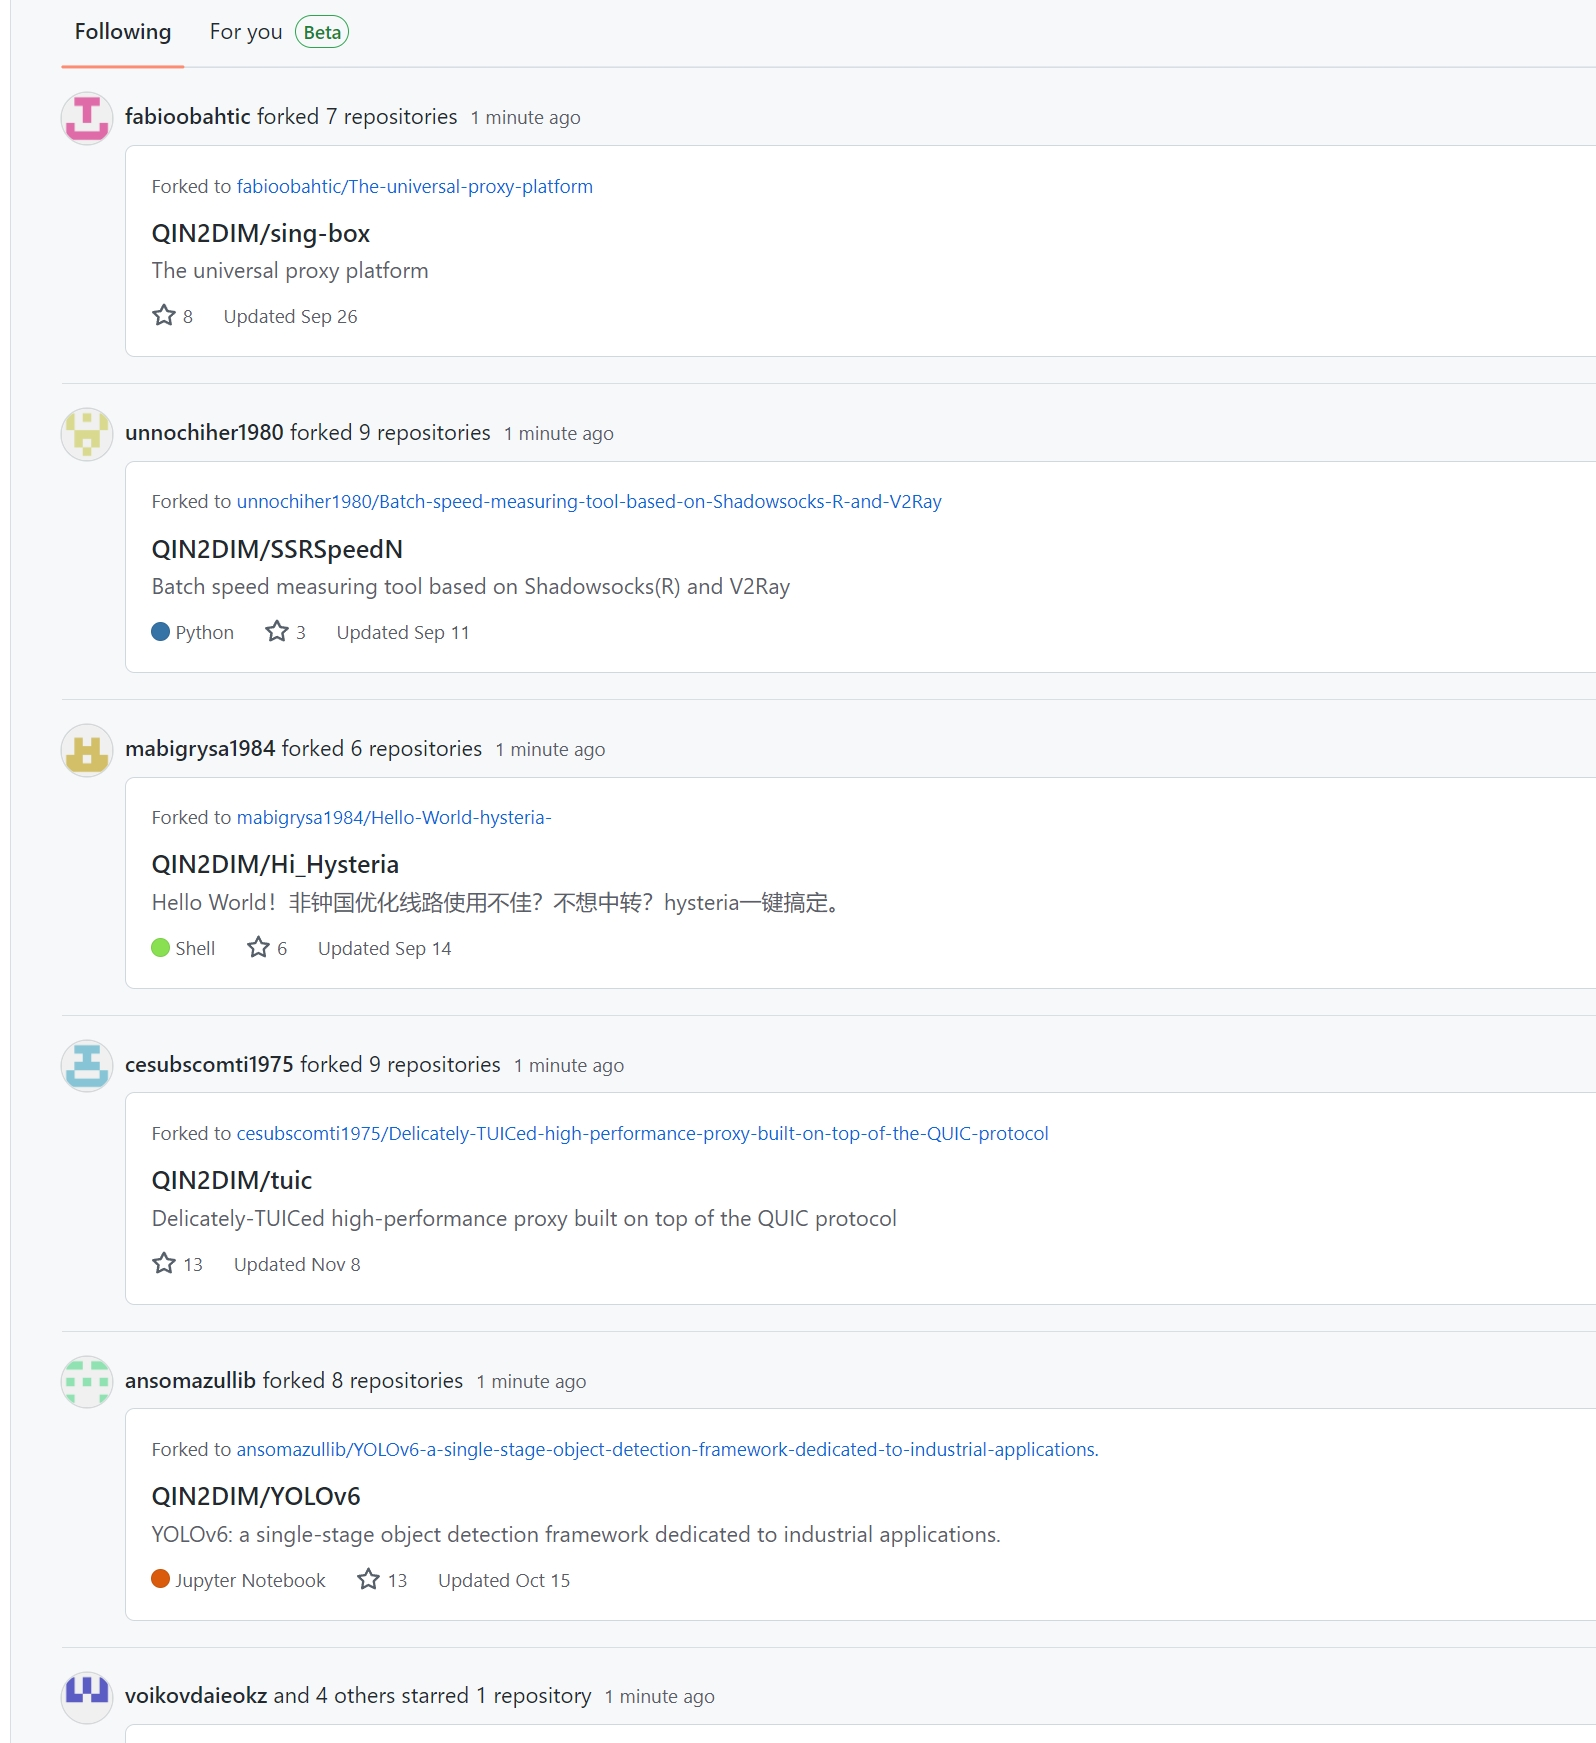 Following For you Beta
fabioobahtic forked 7 repositories 1 minute ago
Forked to fabioobahtic/The-universal-proxy-platform
QIN2DIM/sing-box
The universal proxy platform
8 Updated Sep 26
unnochiher1980 forked 9 repositories 1 minute ago
Forked to unnochiher1980/Batch-speed-measuring-tool-based-on-Shadowsocks-R-and-V2Ray
QIN2DIM/SSRSpeedN
Batch speed measuring tool based on Shadowsocks(R) and V2Ray
Python 3 Updated Sep 11
mabigrysa1984 forked 6 repositories 1 minute ago
Forked to mabigrysa1984/Hello-World-hysteria-
QIN2DIM/Hi_Hysteria
Hello World！非钟国优化线路使用不佳？不想中转？hysteria一键搞定。
Shell 6 Updated Sep 14
cesubscomti1975 forked 9 repositories 1 minute ago
Forked to cesubscomti1975/Delicately-TUICed-high-performance-proxy-built-on-top-of-the-QUIC-protocol
QIN2DIM/tuic
Delicately-TUICed high-performance proxy built on top of the QUIC protocol
13 Updated Nov 8
ansomazullib forked 8 repositories 1 minute ago
Forked to ansomazullib/YOLOv6-a-single-stage-object-detection-framework-dedicated-to-industrial-applications.
QIN2DIM/YOLOv6
YOLOv6: a single-stage object detection framework dedicated to industrial applications.
Jupyter Notebook 13 Updated Oct 15
voikovdaieokz and 4 others starred 1 repository 1 minute ago